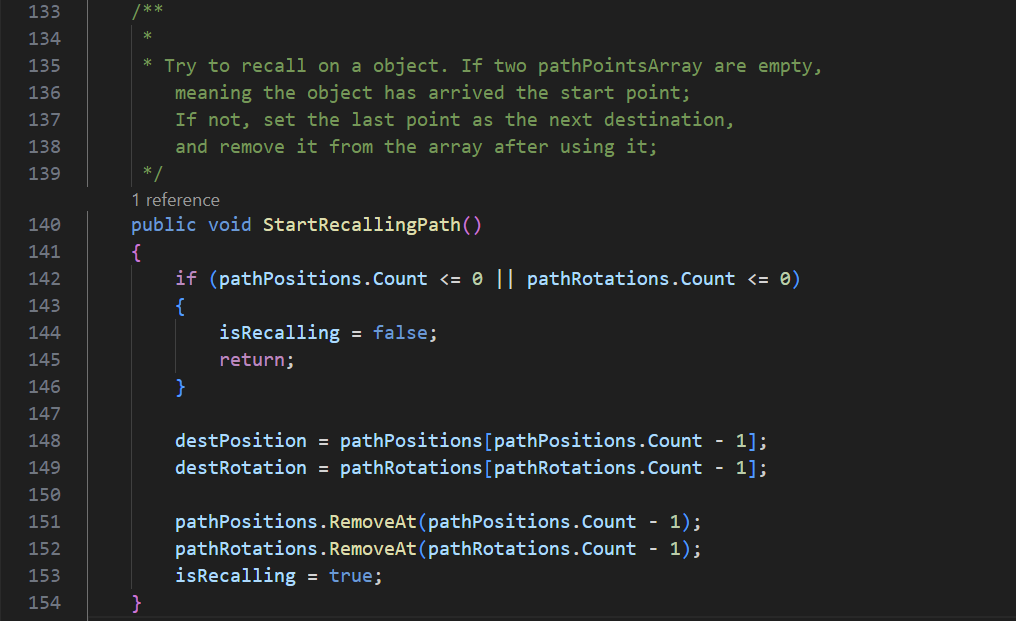 133 /**
134 *
135 * Try to recall on a object. If two pathPointsArray are empty,
136 meaning the object has arrived the start point;
137 If not, set the last point as the next destination,
138 and remove it from the array after using it;
139 */
1 reference
140 public void StartRecallingPath()
141 {
142 if (pathPositions.Count <= 0 || pathRotations.Count <= 0)
143 {
144 isRecalling = false;
145 return;
146 }
147
148 destPosition = pathPositions[pathPositions.Count - 1];
149 destRotation = pathRotations[pathRotations.Count - 1];
150
151 pathPositions.RemoveAt(pathPositions.Count - 1);
152 pathRotations.RemoveAt(pathRotations.Count - 1);
153 isRecalling = true;
154 }